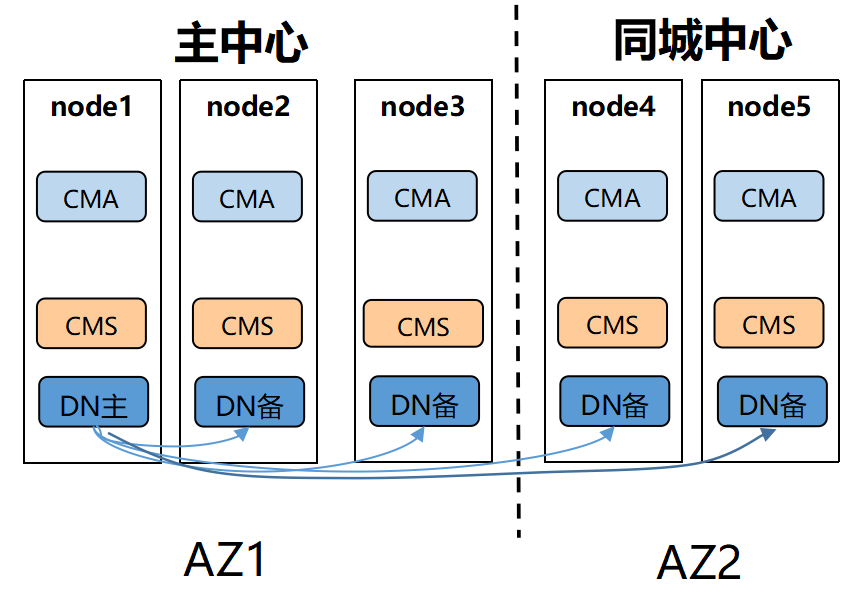 主中心
同城中心
node1
node2
node3
node4
node5
CMA
CMA
CMA
CMA
CMA
CMS
CMS
CMS
CMS
CMS
DN主
DN备
DN备
DN备
DN备
AZ1
AZ2